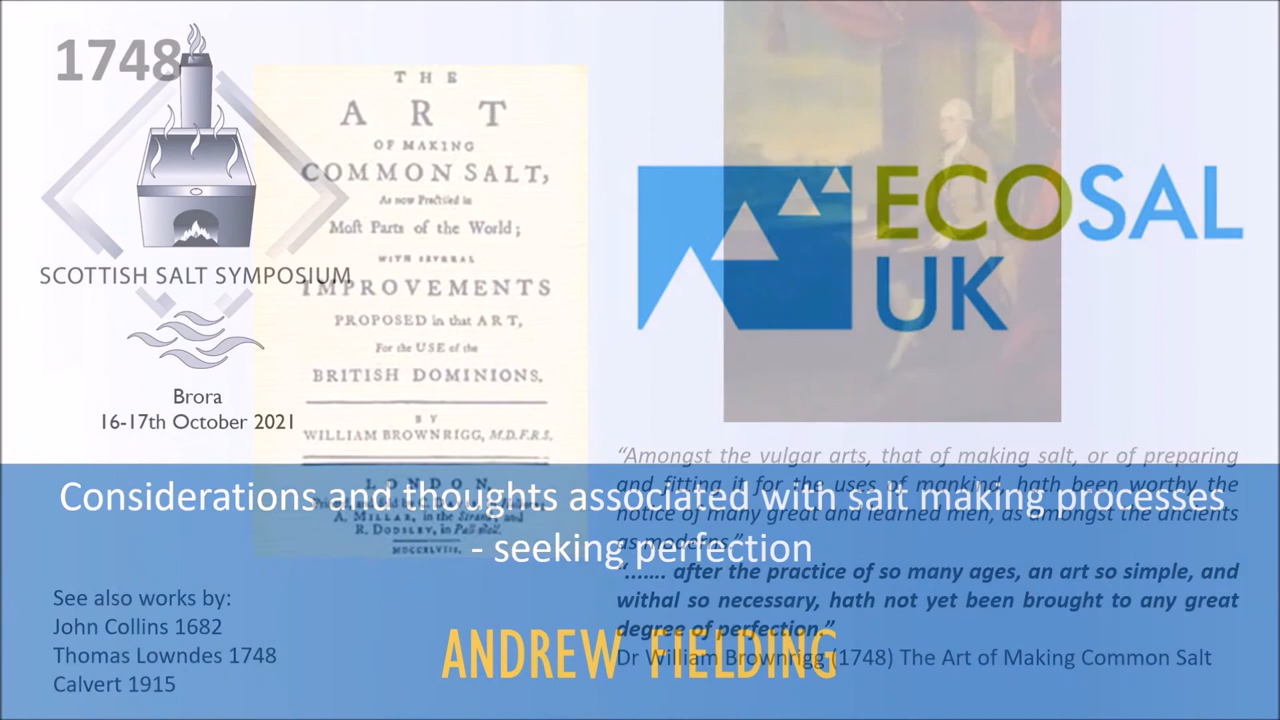 1748
SCOTTISH SALT SYMPOSIUM
Brora
16-17th October 2021
THE
ART
OF MAKING
COMMON SALT,
As now Practised in
Most Parts of the World;
WITH SEVERAL
IMPROVEMENTS
PROPOSED in that ART,
For the USE of the
BRITISH DOMINIONS.
BY
WILLIAM BROWNRIGG, M.D.F.R.S.
LONDON,
A. MILLAR, in the Strand; and
R. DODSLEY, in Pall-mall.
MDCCXLVIII.
ECOSAL
UK
“Amongst the vulgar arts, that of making salt, or of preparing
and fitting it for the uses of mankind, hath been worthy the
notice of many great and learned men, as amongst the ancients
as moderns.”
“....... after the practice of so many ages, an art so simple, and
withal so necessary, hath not yet been brought to any great
degree of perfection.”
Dr William Brownrigg (1748) The Art of Making Common Salt
Considerations and thoughts associated with salt making processes
- seeking perfection
ANDREW FIELDING
See also works by:
John Collins 1682
Thomas Lowndes 1748
Calvert 1915